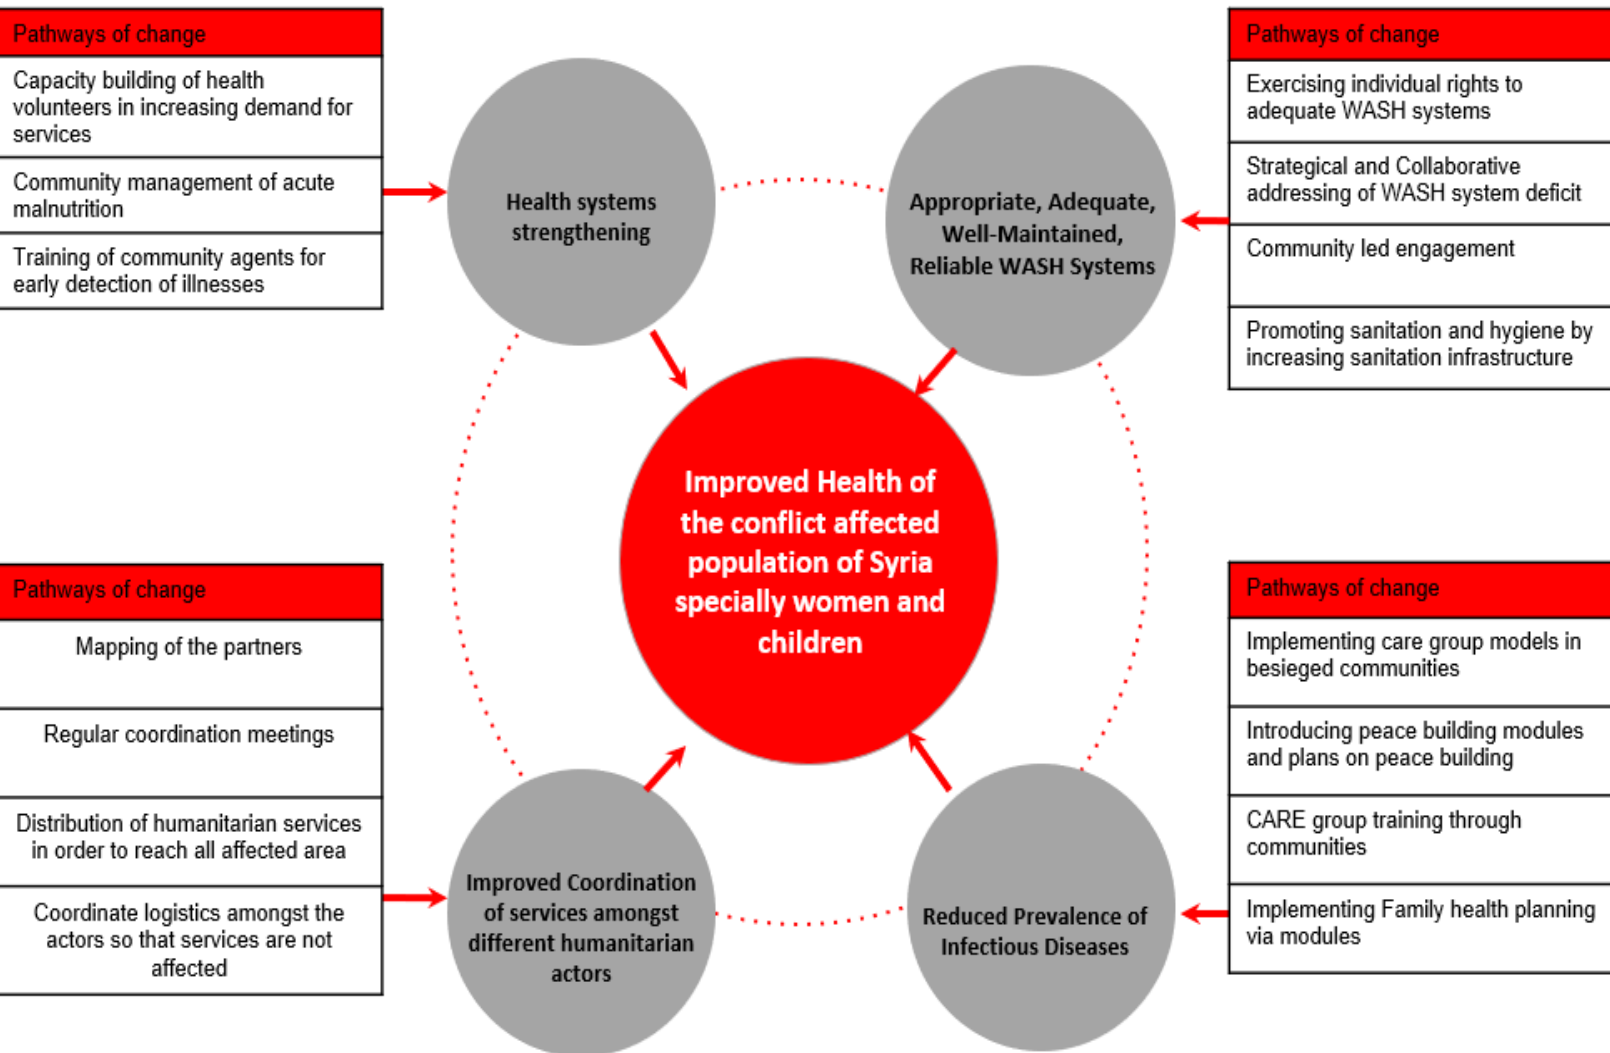 Pathways of change
Capacity building of health
volunteers in increasing demand for
services
Community management of acute
malnutrition
Training of community agents for
early detection of illnesses
Health systems
strengthening
Appropriate, Adequate,
Well-Maintained,
Reliable WASH Systems
Pathways of change
Exercising individual rights to
adequate WASH systems
Strategical and Collaborative
addressing of WASH system deficit
Community led engagement
Promoting sanitation and hygiene by
increasing sanitation infrastructure
Improved Health of
the conflict affected
population of Syria
specially women and
children
Pathways of change
Mapping of the partners
Regular coordination meetings
Distribution of humanitarian services
in order to reach all affected area
Coordinate logistics amongst the
actors so that services are not
affected
Improved Coordination
of services amongst
different humanitarian
actors
Reduced Prevalence of
Infectious Diseases
Pathways of change
Implementing care group models in
besieged communities
Introducing peace building modules
and plans on peace building
CARE group training through
communities
Implementing Family health planning
via modules